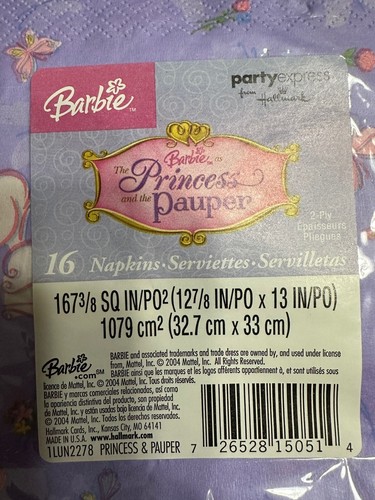 Barbie™
partyexpress
from Hallmark
Barbie™ as
The Princess
and the Pauper
2-Ply
Épaisseurs
Pliegues
16 Napkins·Serviettes·Servilletas
167 3/8 SQ IN/PO² (12 7/8 IN/PO x 13 IN/PO)
1079 cm² (32.7 cm x 33 cm)
Barbie.com℠
BARBIE and associated trademarks and trade dress are owned by, and used under license
from, Mattel, Inc. © 2004 Mattel, Inc. All Rights Reserved.
BARBIE ainsi que les marques et les logos afférents appartiennent à, et sont utilisés sous
licence de Mattel, Inc. © 2004 Mattel, Inc. Tous droits réservés.
BARBIE y marcas comerciales relacionadas, así como
la apariencia distintiva del producto, son propiedad
de Mattel, Inc. y están usadas bajo licencia de Mattel, Inc.
© 2004 Mattel, Inc. Todos los derechos reservados.
Hallmark Cards, Inc., Kansas City, MO 64141
MADE IN U.S.A. www.hallmark.com
1LUN2278 PRINCESS & PAUPER
7 26528 15051 4